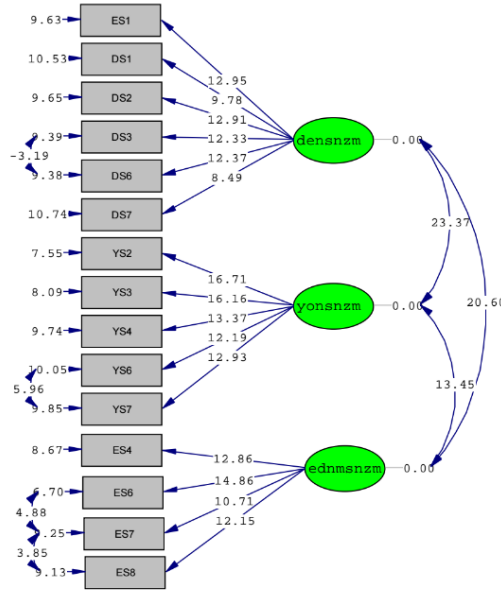 9.63 ES1
10.53 DS1
9.65 DS2
9.39 DS3
-3.19
9.38 DS6
10.74 DS7
7.55 YS2
8.09 YS3
9.74 YS4
10.05 YS6
5.96
9.85 YS7
8.67 ES4
6.70 ES6
4.88
ES7
3.85
9.13 ES8
12.95
9.78
12.91
12.33
12.37
8.49
densnzm 0.00
16.71
16.16
13.37
12.19
12.93
yonsnzm 0.00
12.86
14.86
10.71
12.15
ednmsnzm 0.00
23.37
20.60
13.45